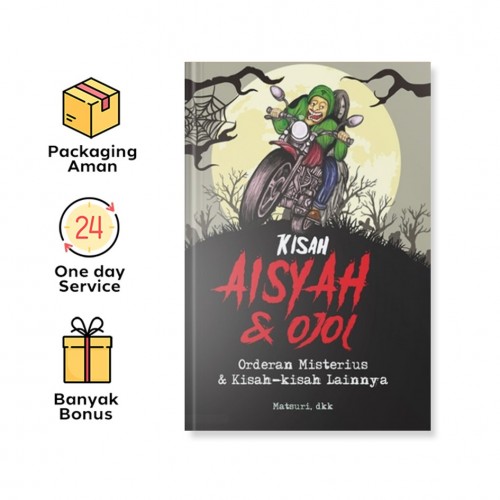 Packaging
Aman
24
One day
Service
Banyak
Bonus
KISAH
AISYAH
& OJOL
Orderan Misterius
& Kisah-kisah Lainnya
Matsuri, dkk